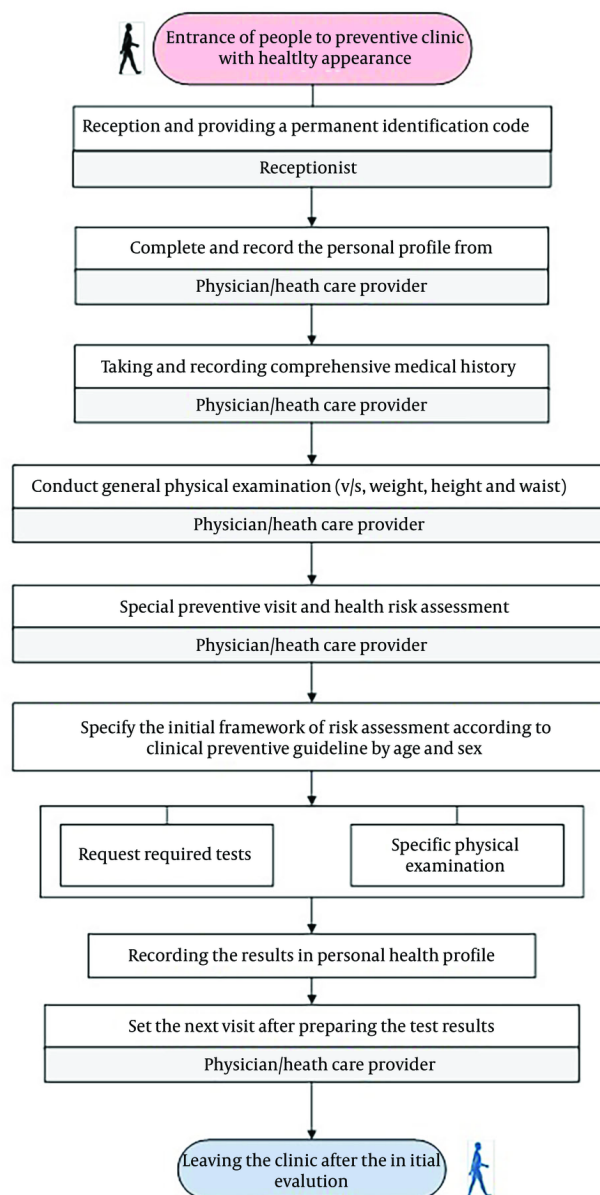 Entrance of people to preventive clinic
with healtlty appearance
Reception and providing a permanent identification code
Receptionist
Complete and record the personal profile from
Physician/heath care provider
Taking and recording comprehensive medical history
Physician/heath care provider
Conduct general physical examination (v/s, weight, height and waist)
Physician/heath care provider
Special preventive visit and health risk assessment
Physician/heath care provider
Specify the initial framework of risk assessment according to
clinical preventive guideline by age and sex
Request required tests
Specific physical
examination
Recording the results in personal health profile
Set the next visit after preparing the test results
Physician/heath care provider
Leaving the clinic after the in itial
evalution